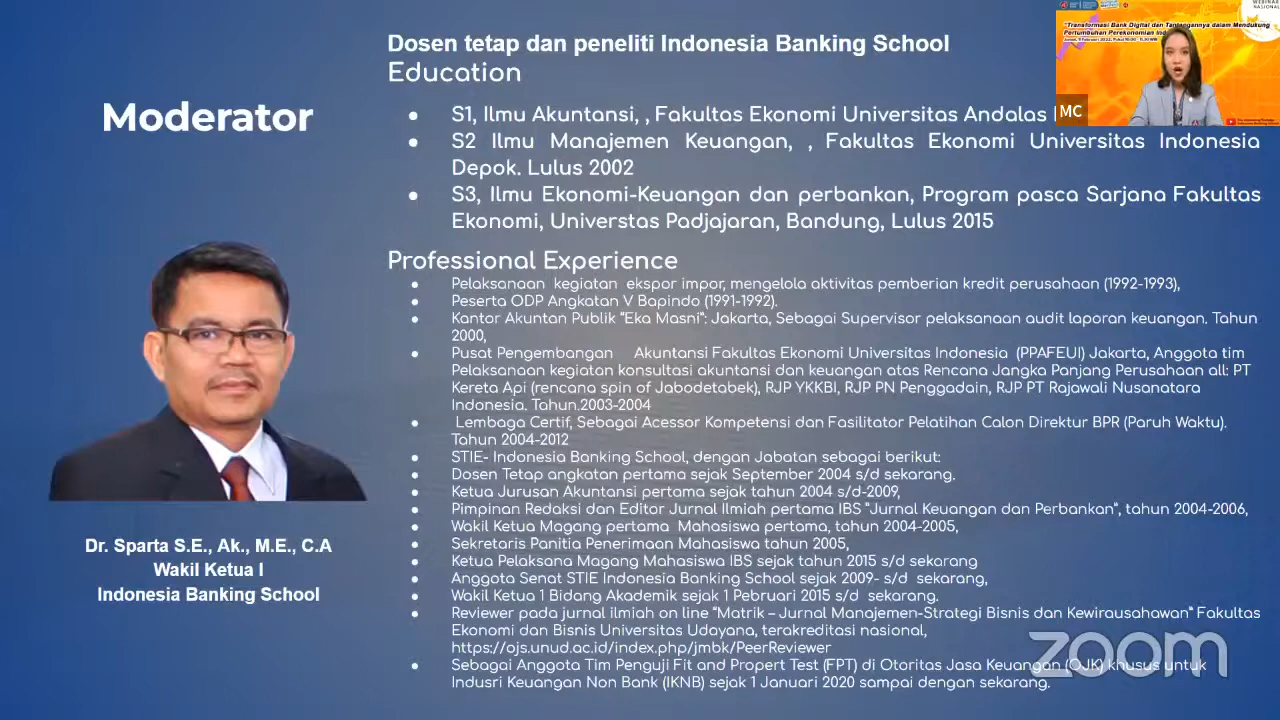 Moderator
Dr. Sparta S.E., Ak., M.E., C.A
Wakil Ketua I
Indonesia Banking School
Dosen tetap dan peneliti Indonesia Banking School
Education
S1, Ilmu Akuntansi, , Fakultas Ekonomi Universitas Andalas
S2 Ilmu Manajemen Keuangan, , Fakultas Ekonomi Universitas Indonesia
Depok. Lulus 2002
S3, Ilmu Ekonomi-Keuangan dan perbankan, Program pasca Sarjana Fakultas
Ekonomi, Universtas Padjajaran, Bandung, Lulus 2015
Professional Experience
Pelaksanaan kegiatan ekspor impor, mengelola aktivitas pemberian kredit perusahaan (1992-1993),
Peserta ODP Angkatan V Bapindo (1991-1992).
Kantor Akuntan Publik “Eka Masni”: Jakarta, Sebagai Supervisor pelaksanaan audit laporan keuangan. Tahun
2000,
Pusat Pengembangan Akuntansi Fakultas Ekonomi Universitas Indonesia (PPAFEUI) Jakarta, Anggota tim
Pelaksanaan kegiatan konsultasi akuntansi dan keuangan atas Rencana Jangka Panjang Perusahaan all: PT
Kereta Api (rencana spin of Jabodetabek), RJP YKKBI, RJP PN Penggadain, RJP PT Rajawali Nusantara
Indonesia. Tahun.2003-2004
Lembaga Certif, Sebagai Acessor Kompetensi dan Fasilitator Pelatihan Calon Direktur BPR (Paruh Waktu).
Tahun 2004-2012
STIE- Indonesia Banking School, dengan Jabatan sebagai berikut:
Dosen Tetap angkatan pertama sejak September 2004 s/d sekarang.
Ketua Jurusan Akuntansi pertama sejak tahun 2004 s/d-2009,
Pimpinan Redaksi dan Editor Jurnal Ilmiah pertama IBS "Jurnal Keuangan dan Perbankan", tahun 2004-2006,
Wakil Ketua Magang pertama Mahasiswa pertama, tahun 2004-2005,
Sekretaris Panitia Penerimaan Mahasiswa tahun 2005,
Ketua Pelaksana Magang Mahasiswa IBS sejak tahun 2015 s/d sekarang
Anggota Senat STIE Indonesia Banking School sejak 2009- s/d sekarang,
Wakil Ketua 1 Bidang Akademik sejak 1 Pebruari 2015 s/d sekarang.
Reviewer pada jurnal ilmiah on line “Matrik – Jurnal Manajemen-Strategi Bisnis dan Kewirausahawan” Fakultas
Ekonomi dan Bisnis Universitas Udayana, terakreditasi nasional,
https://ojs.unud.ac.id/index.php/jmbk/PeerReviewer
Sebagai Anggota Tim Penguji Fit and Propert Test (FPT) di Otoritas Jasa Keuangan (OJK) khusus untuk
Indusri Keuangan Non Bank (IKNB) sejak 1 Januari 2020 sampai dengan sekarang.
WEBINAR
NASIONAL
"Transformasi Bank Digital dan Tantangannya dalam Mendukung
Pertumbuhan Perekonomian
MC
zoom